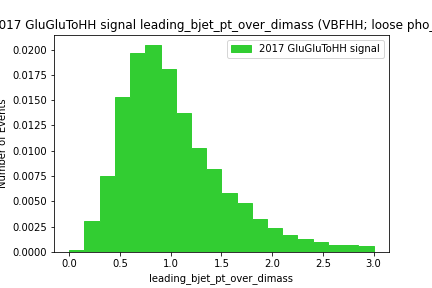 017 GluGluToHH signal leading_bjet_pt_over_dimass (VBFHH; loose pho_
2017 GluGluToHH signal
Number of Events
0.0200
0.0175
0.0150
0.0125
0.0100
0.0075
0.0050
0.0025
0.0000
0.0 0.5 1.0 1.5 2.0 2.5 3.0
leading_bjet_pt_over_dimass